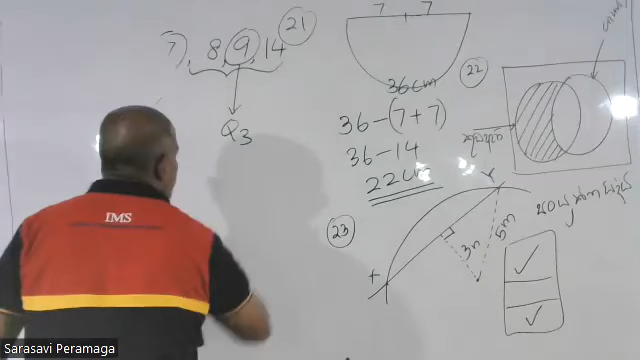 7), 8, 9, 14
Q3
21
7 7
36cm
36-(7+7)
36-14
22cm
22
23
X
Y
3m
5m
IMS
Sarasavi Peramaga